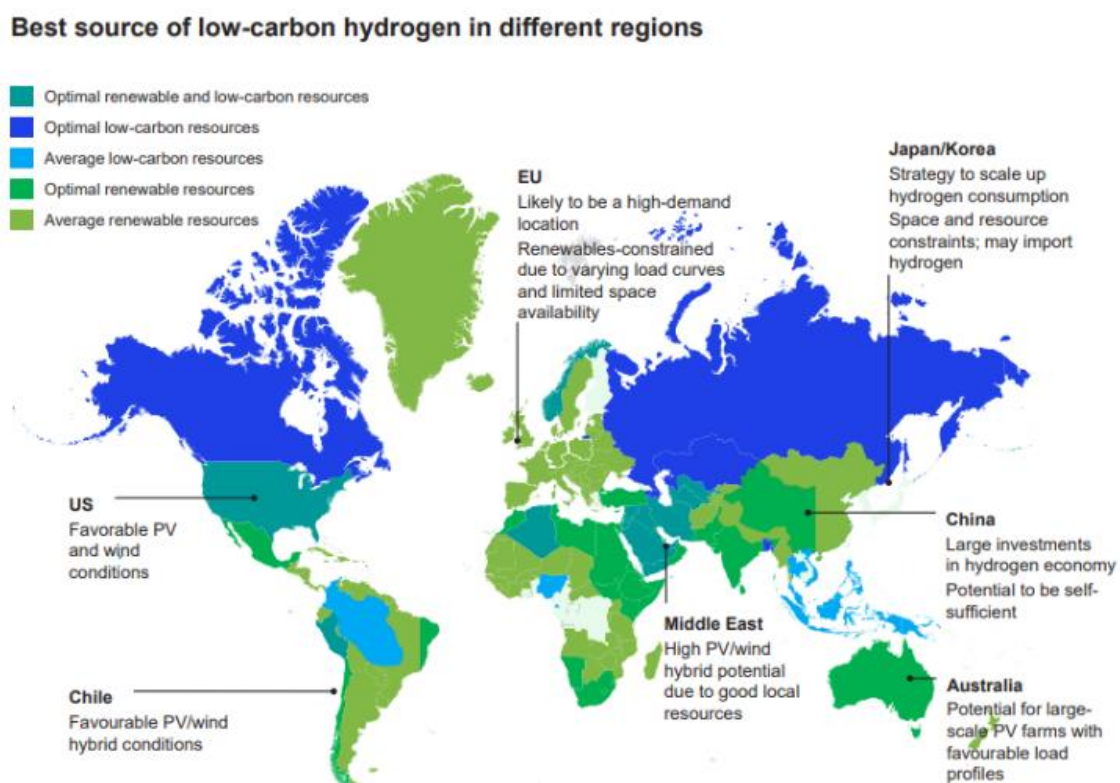 Best source of low-carbon hydrogen in different regions
Optimal renewable and low-carbon resources
Optimal low-carbon resources
Average low-carbon resources
Optimal renewable resources
Average renewable resources
EU
Likely to be a high-demand
location
Renewables-constrained
due to varying load curves
and limited space
availability
Japan/Korea
Strategy to scale up
hydrogen consumption
Space and resource
constraints; may import
hydrogen
US
Favorable PV
and wind
conditions
China
Large investments
in hydrogen economy
Potential to be self-
sufficient
Middle East
High PV/wind
hybrid potential
due to good local
resources
Chile
Favourable PV/wind
hybrid conditions
Australia
Potential for large-
scale PV farms with
favourable load
profiles